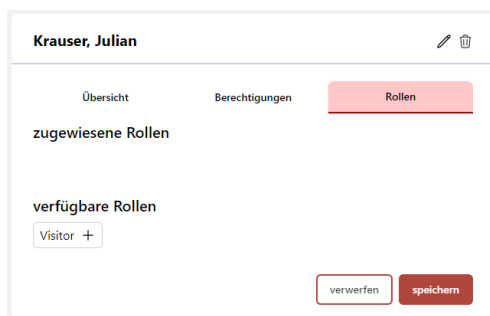 Krauser, Julian
Übersicht Berechtigungen Rollen
zugewiesene Rollen
verfügbare Rollen
Visitor +
verwerfen speichern